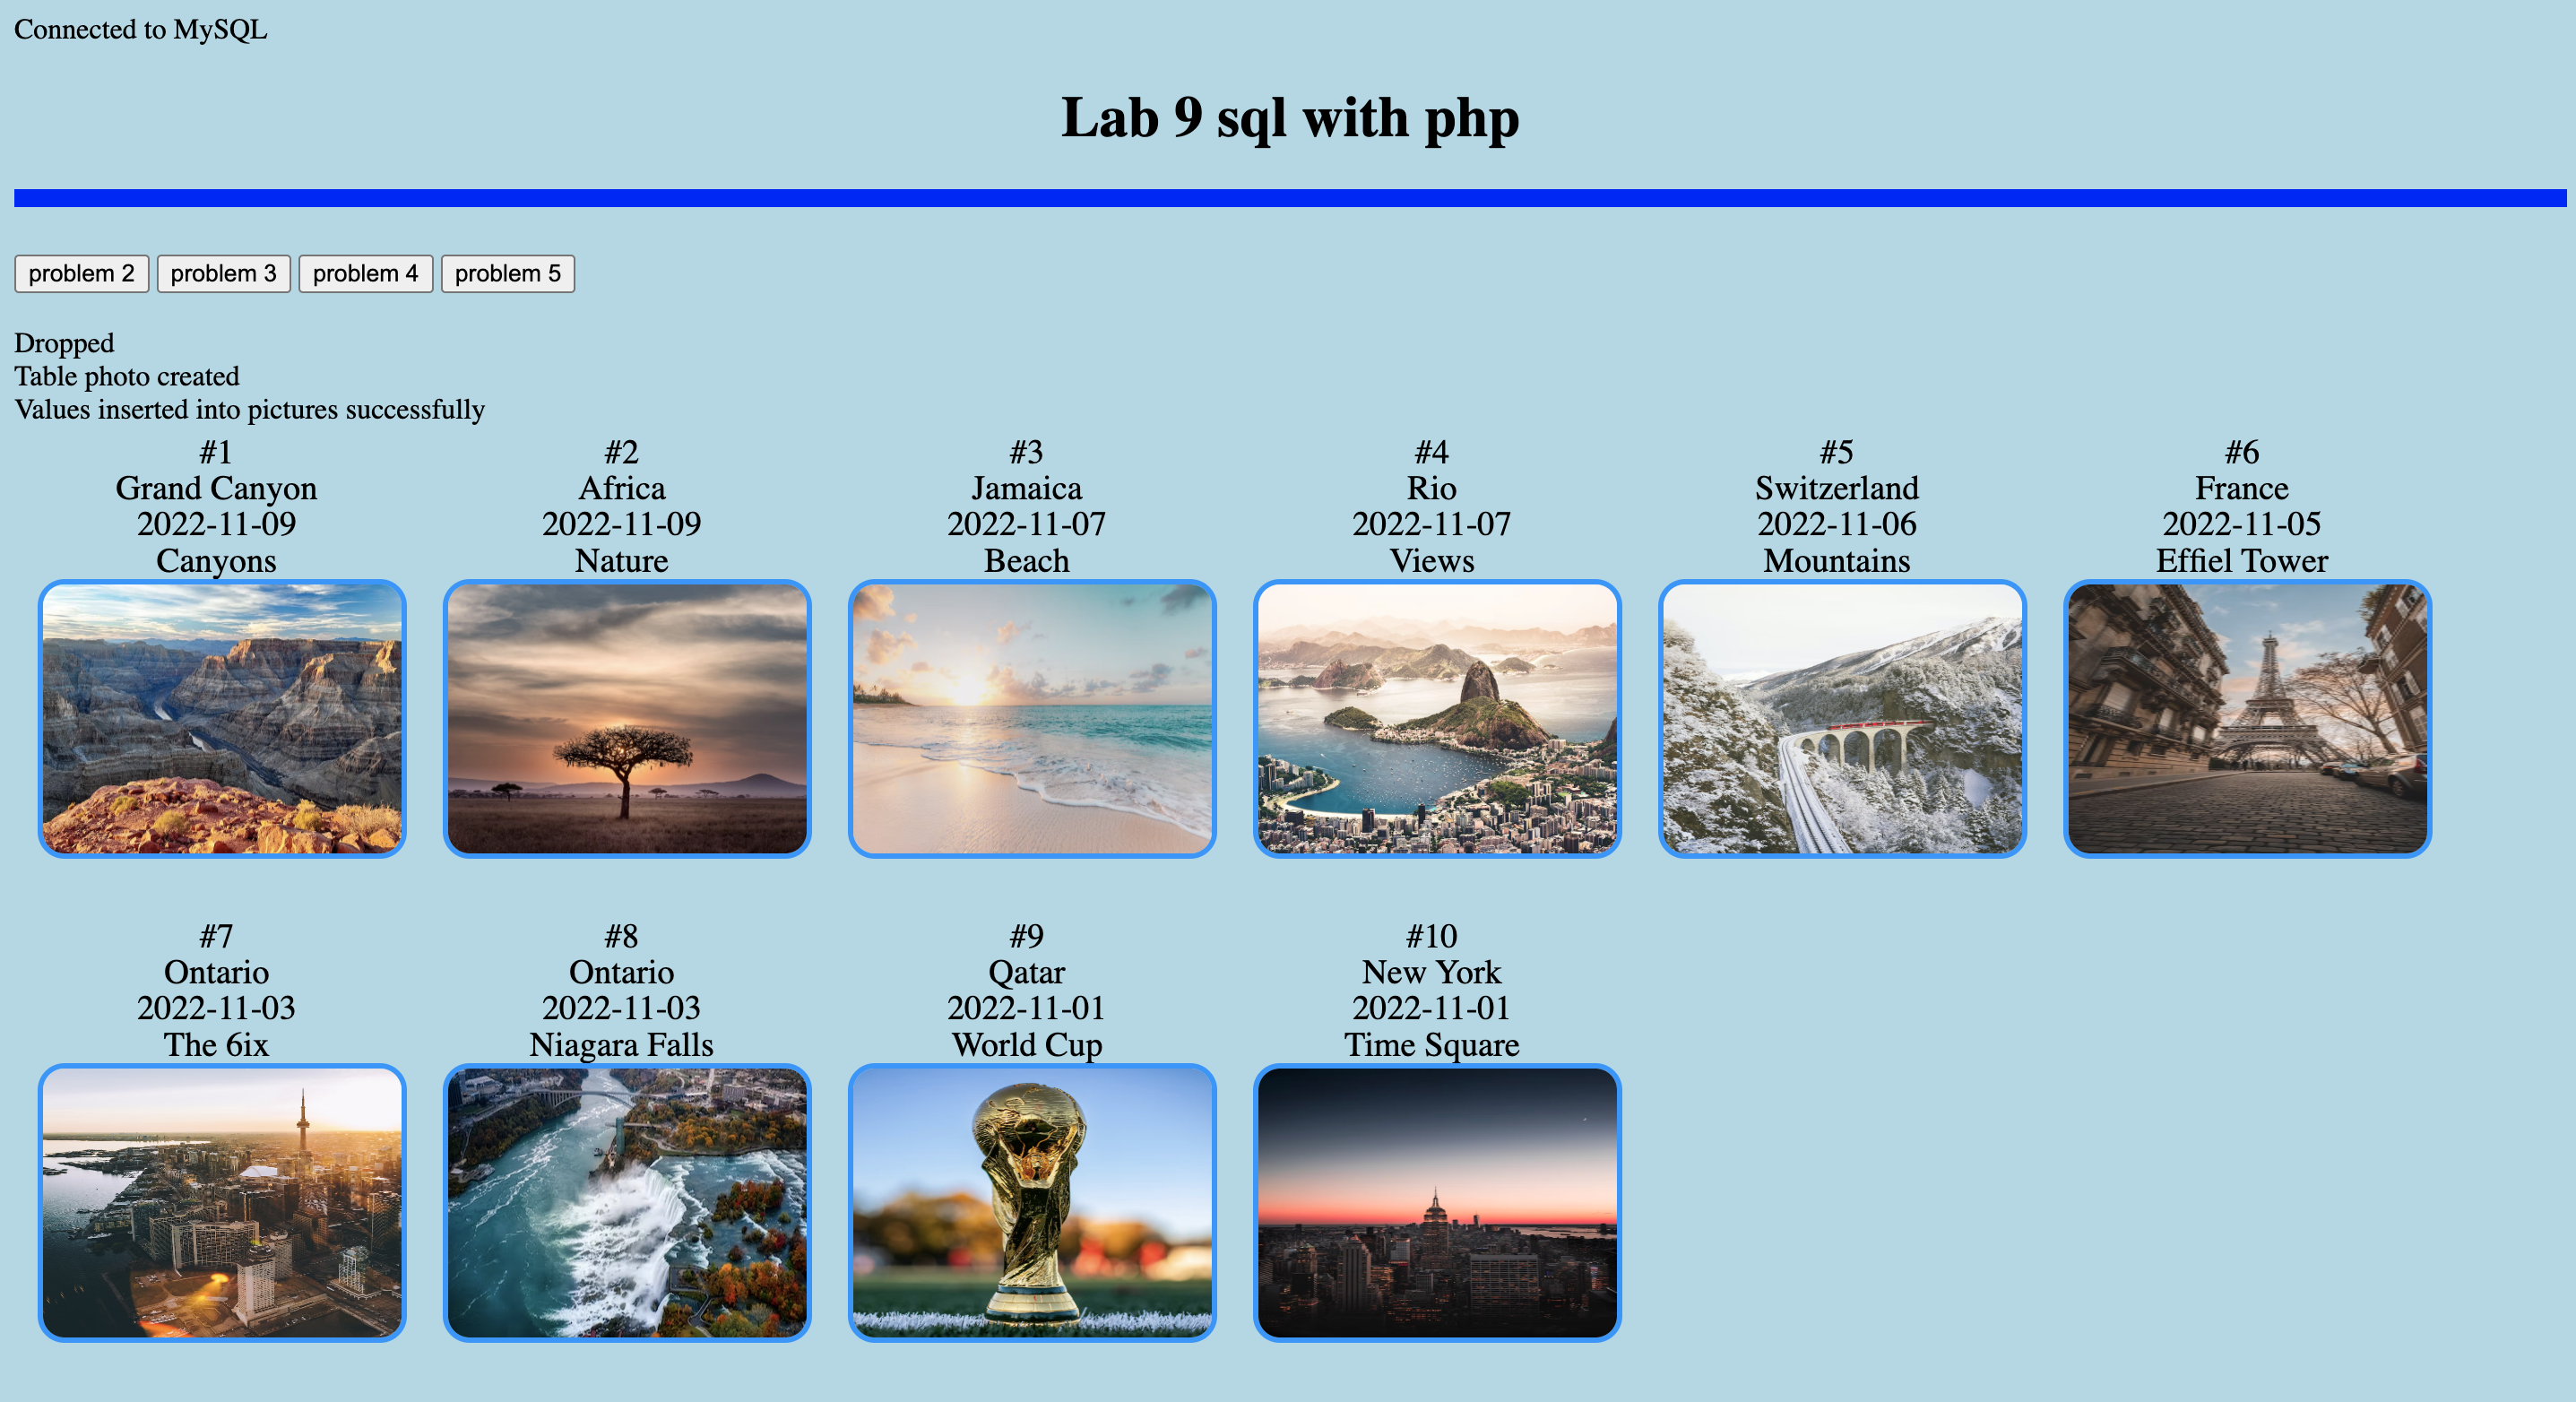 Connected to MySQL
Lab 9 sql with php
problem 2 problem 3 problem 4 problem 5
Dropped
Table photo created
Values inserted into pictures successfully
#1
Grand Canyon
2022-11-09
Canyons
#2
Africa
2022-11-09
Nature
#3
Jamaica
2022-11-07
Beach
#4
Rio
2022-11-07
Views
#5
Switzerland
2022-11-06
Mountains
#6
France
2022-11-05
Effiel Tower
#7
Ontario
2022-11-03
The 6ix
#8
Ontario
2022-11-03
Niagara Falls
#9
Qatar
2022-11-01
World Cup
#10
New York
2022-11-01
Time Square